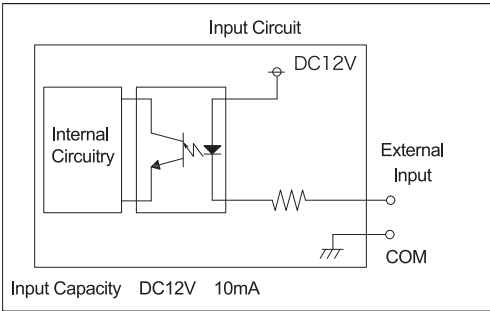 Input Circuit
DC12V
Internal
Circuitry
External
Input
COM
Input Capacity DC12V 10mA